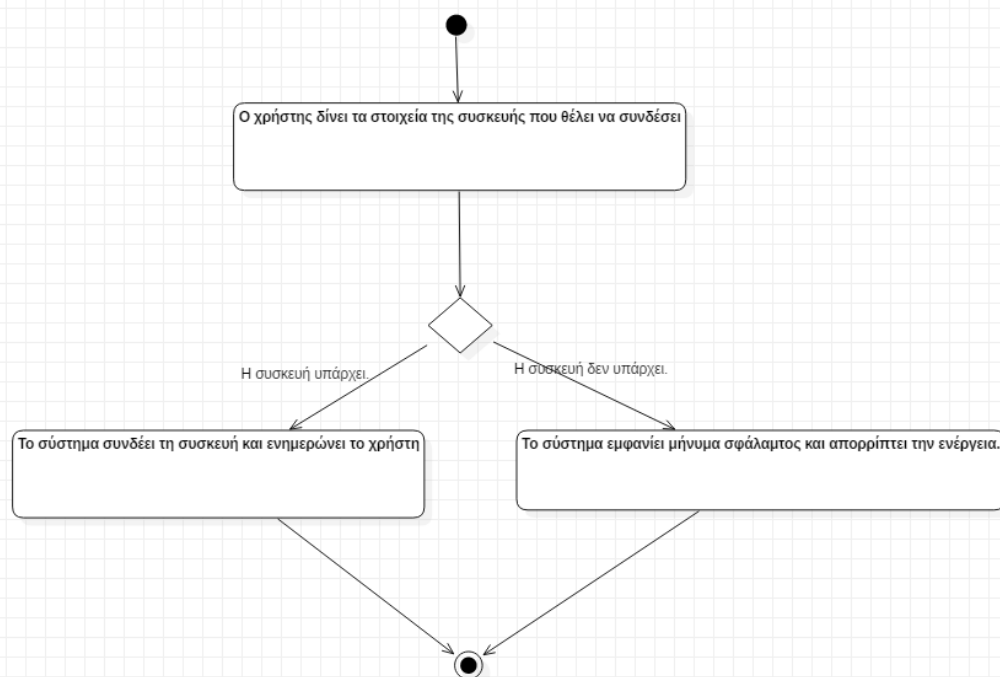 Ο χρήστης δίνει τα στοιχεία της συσκευής που θέλει να συνδέσει
Η συσκευή υπάρχει.
Η συσκευή δεν υπάρχει.
Το σύστημα συνδέει τη συσκευή και ενημερώνει το χρήστη
Το σύστημα εμφανίει μήνυμα σφάλαμτος και απορρίπτει την ενέργεια.